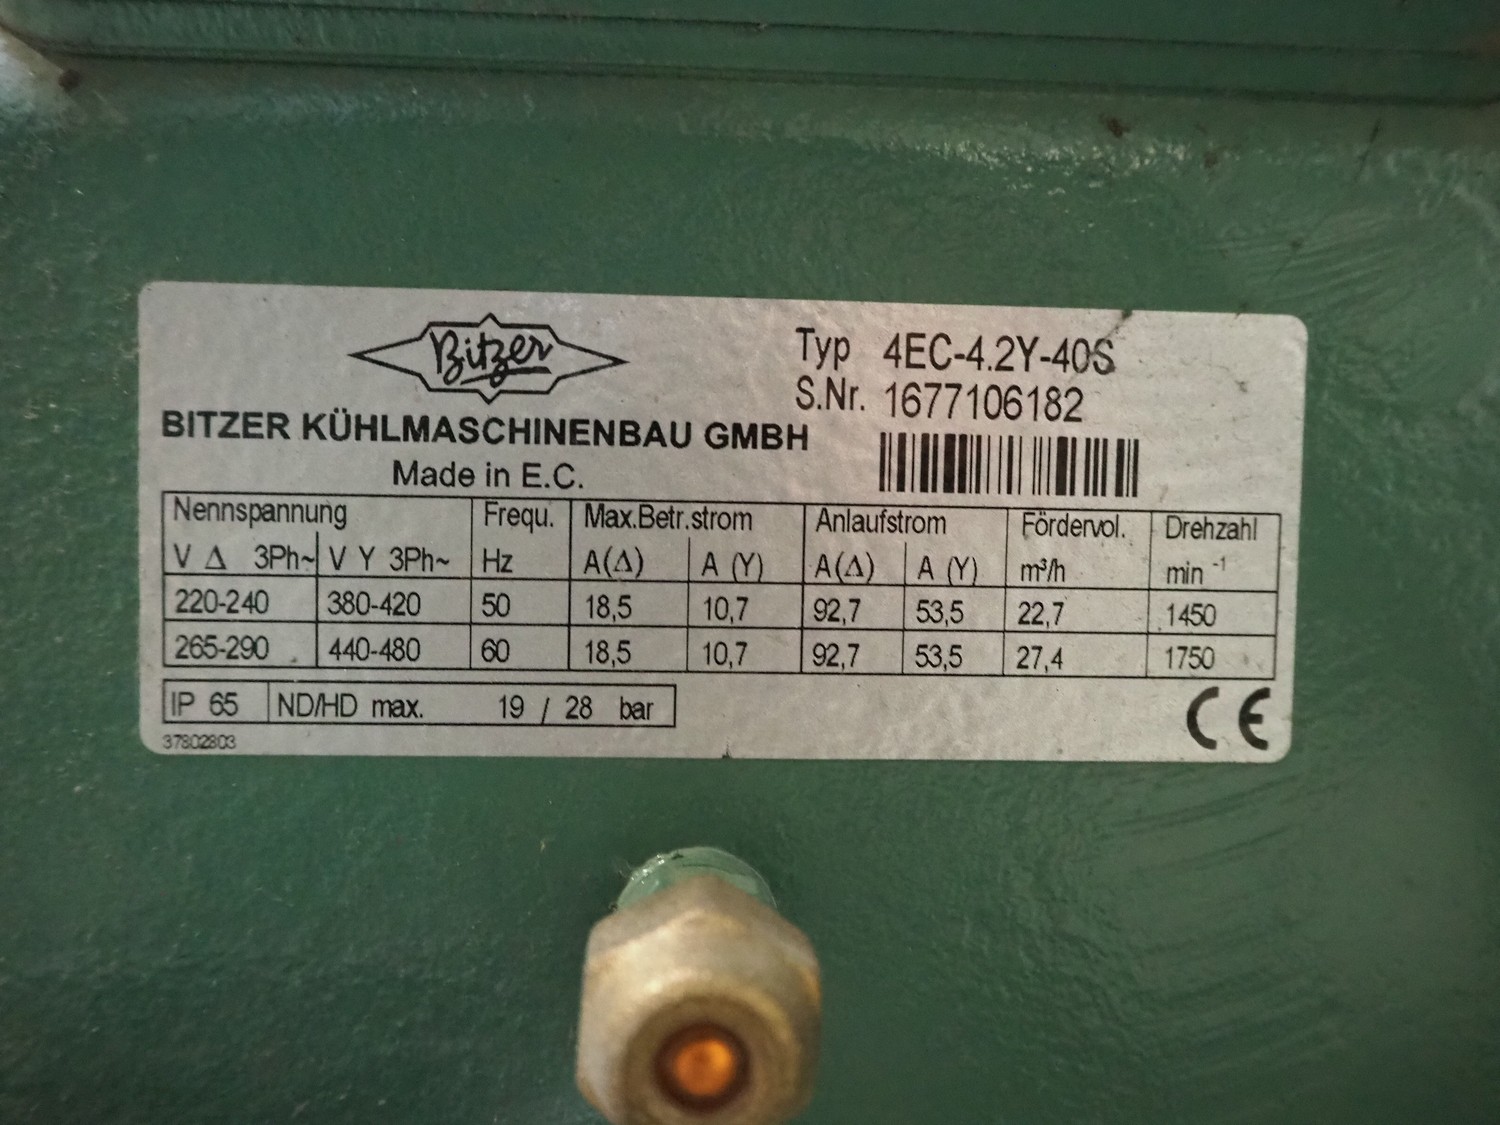 Bitzer
BITZER KÜHLMASCHINENBAU GMBH
Made in E.C.
Typ 4EC-4.2Y-40S
S.Nr. 1677106182
Nennspannung Frequ. Max.Betr.strom Anlaufstrom Fördervol. Drehzahl
V Δ 3Ph~ V Y 3Ph~ Hz A(Δ) A (Y) A(Δ) A (Y) m³/h min -1
220-240 380-420 50 18,5 10,7 92,7 53,5 22,7 1450
265-290 440-480 60 18,5 10,7 92,7 53,5 27,4 1750
IP 65 ND/HD max. 19 / 28 bar
CE
37802803